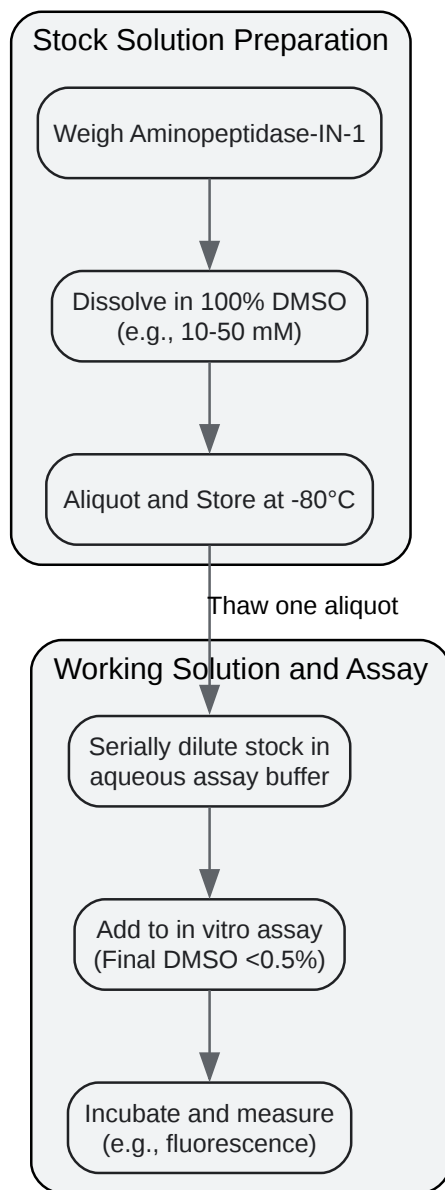 Stock Solution Preparation
Weigh Aminopeptidase-IN-1
Dissolve in 100% DMSO
(e.g., 10-50 mM)
Aliquot and Store at -80°C
Thaw one aliquot
Working Solution and Assay
Serially dilute stock in
aqueous assay buffer
Add to in vitro assay
(Final DMSO <0.5%)
Incubate and measure
(e.g., fluorescence)